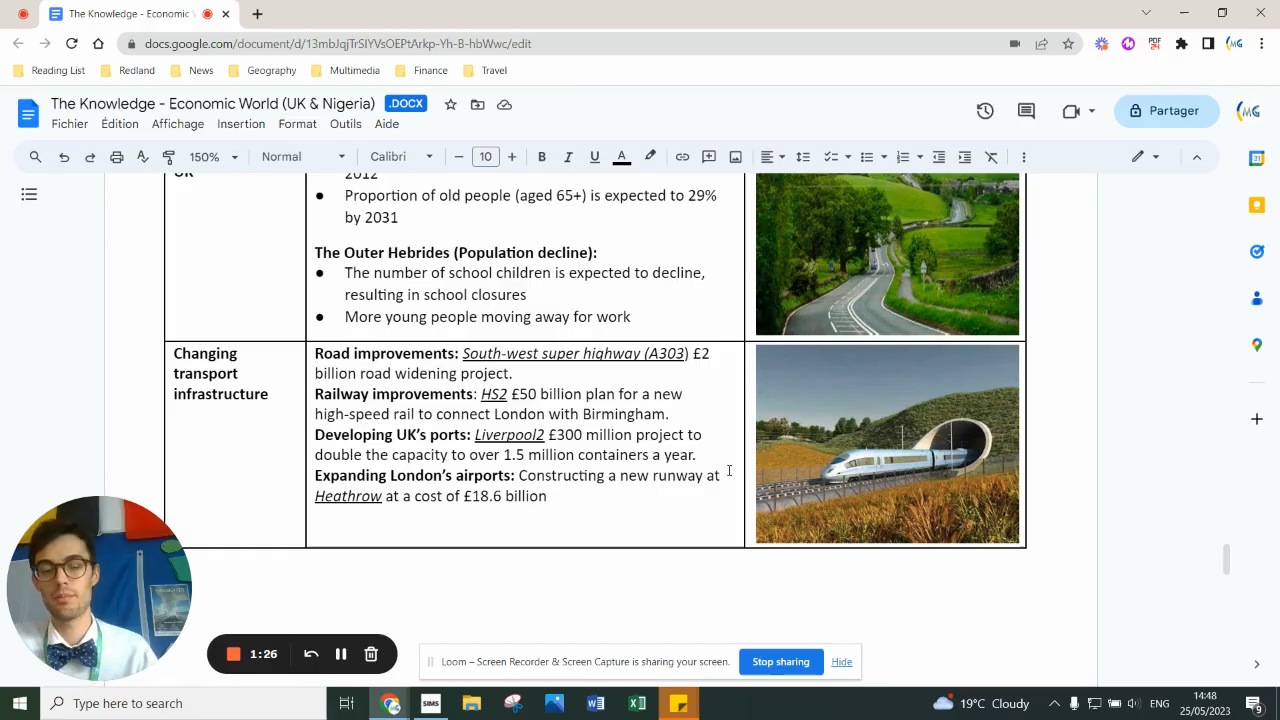 The Knowledge - Economic
docs.google.com/document/d/13mbJqjTrSIYVsOEPtArkp-Yh-B-hbWwc/edit
Reading List Redland News Geography Multimedia Finance Travel
The Knowledge - Economic World (UK & Nigeria) .DOCX
Fichier Édition Affichage Insertion Format Outils Aide
Partager
150% Normal Calibri 10
UK
2012
● Proportion of old people (aged 65+) is expected to 29%
by 2031
The Outer Hebrides (Population decline):
● The number of school children is expected to decline,
resulting in school closures
● More young people moving away for work
Changing
transport
infrastructure
Road improvements: South-west super highway (A303) £2
billion road widening project.
Railway improvements: HS2 £50 billion plan for a new
high-speed rail to connect London with Birmingham.
Developing UK's ports: Liverpool2 £300 million project to
double the capacity to over 1.5 million containers a year.
Expanding London's airports: Constructing a new runway at
Heathrow at a cost of £18.6 billion
1:26
Loom – Screen Recorder & Screen Capture is sharing your screen. Stop sharing Hide
Type here to search
SIMS
19°C Cloudy
ENG
14:48
25/05/2023
9